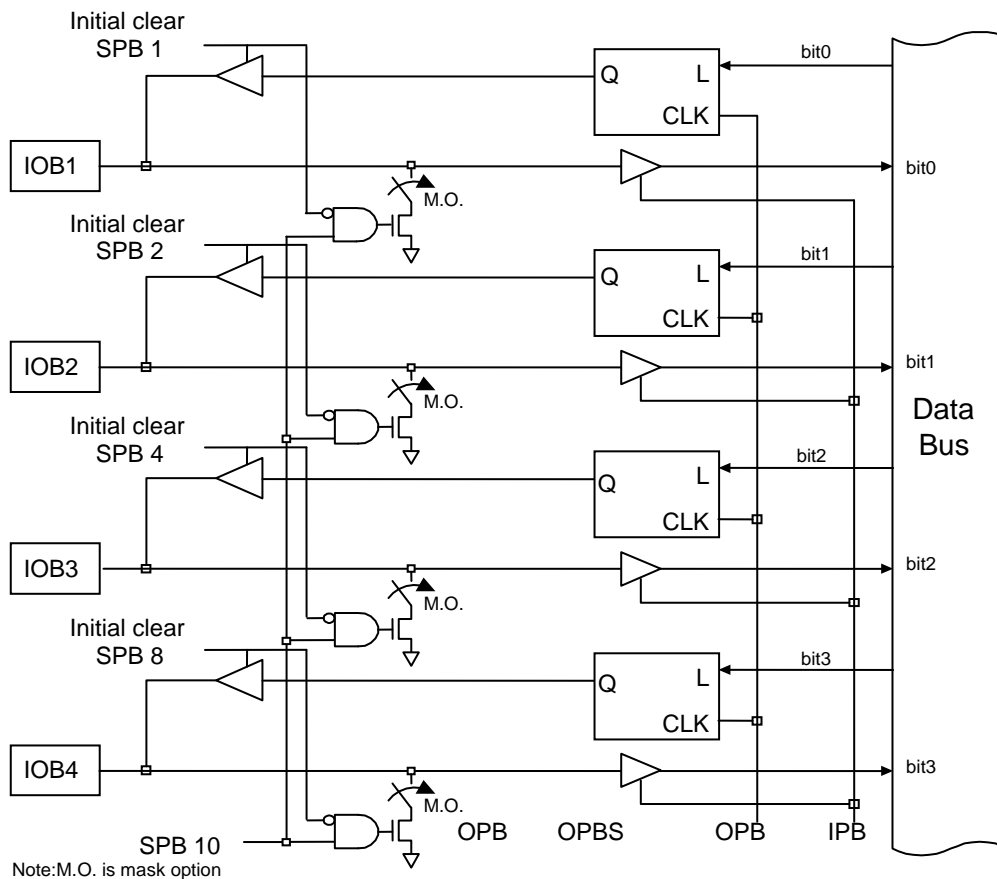 Initial clear
SPB 1
Q
L
CLK
bit0
IOB1
bit0
M.O.
Initial clear
SPB 2
Q
L
CLK
bit1
IOB2
bit1
M.O.
Data
Bus
Initial clear
SPB 4
Q
L
CLK
bit2
IOB3
bit2
M.O.
Initial clear
SPB 8
Q
L
CLK
bit3
IOB4
bit3
M.O.
SPB 10
OPB
OPBS
OPB
IPB
Note:M.O. is mask option